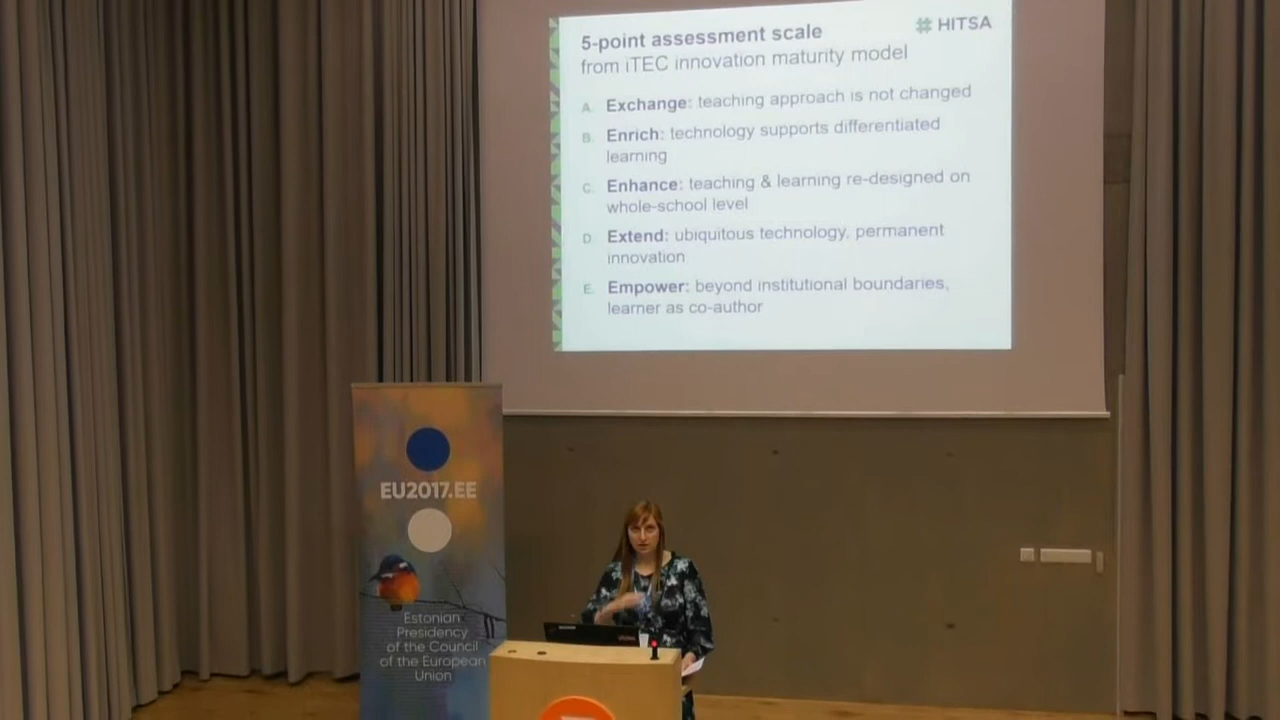 5-point assessment scale
HITSA
from iTEC innovation maturity model
A. Exchange: teaching approach is not changed
B. Enrich: technology supports differentiated
learning
C. Enhance: teaching & learning re-designed on
whole-school level
D. Extend: ubiquitous technology, permanent
innovation
E. Empower: beyond institutional boundaries,
learner as co-author
EU2017.EE
Estonian
Presidency
of the Council
of the European
Union